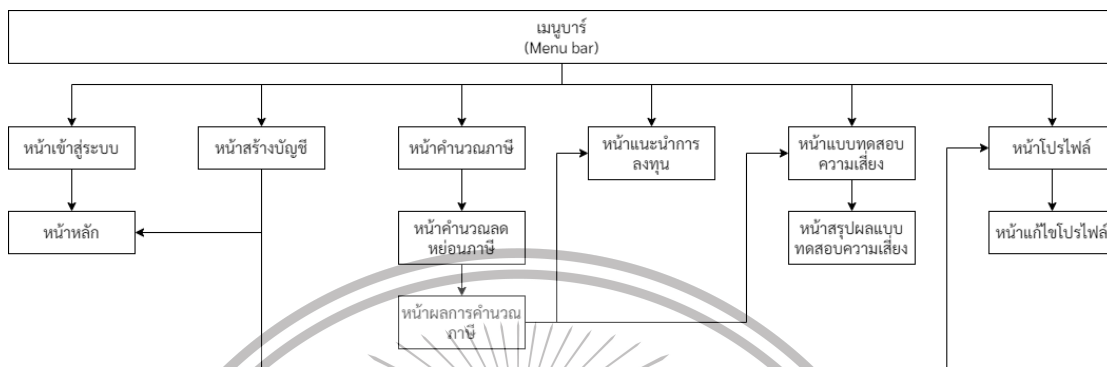 เมนูบาร์
(Menu bar)
หน้าเข้าสู่ระบบ
หน้าสร้างบัญชี
หน้าคำนวณภาษี
หน้าแนะนำการ
ลงทุน
หน้าแบบทดสอบ
ความเสี่ยง
หน้าโปรไฟล์
หน้าหลัก
หน้าคำนวณลด
หย่อนภาษี
หน้าสรุปผลแบบ
ทดสอบความเสี่ยง
หน้าแก้ไขโปรไฟล์
หน้าผลการคำนวณ
ภาษี